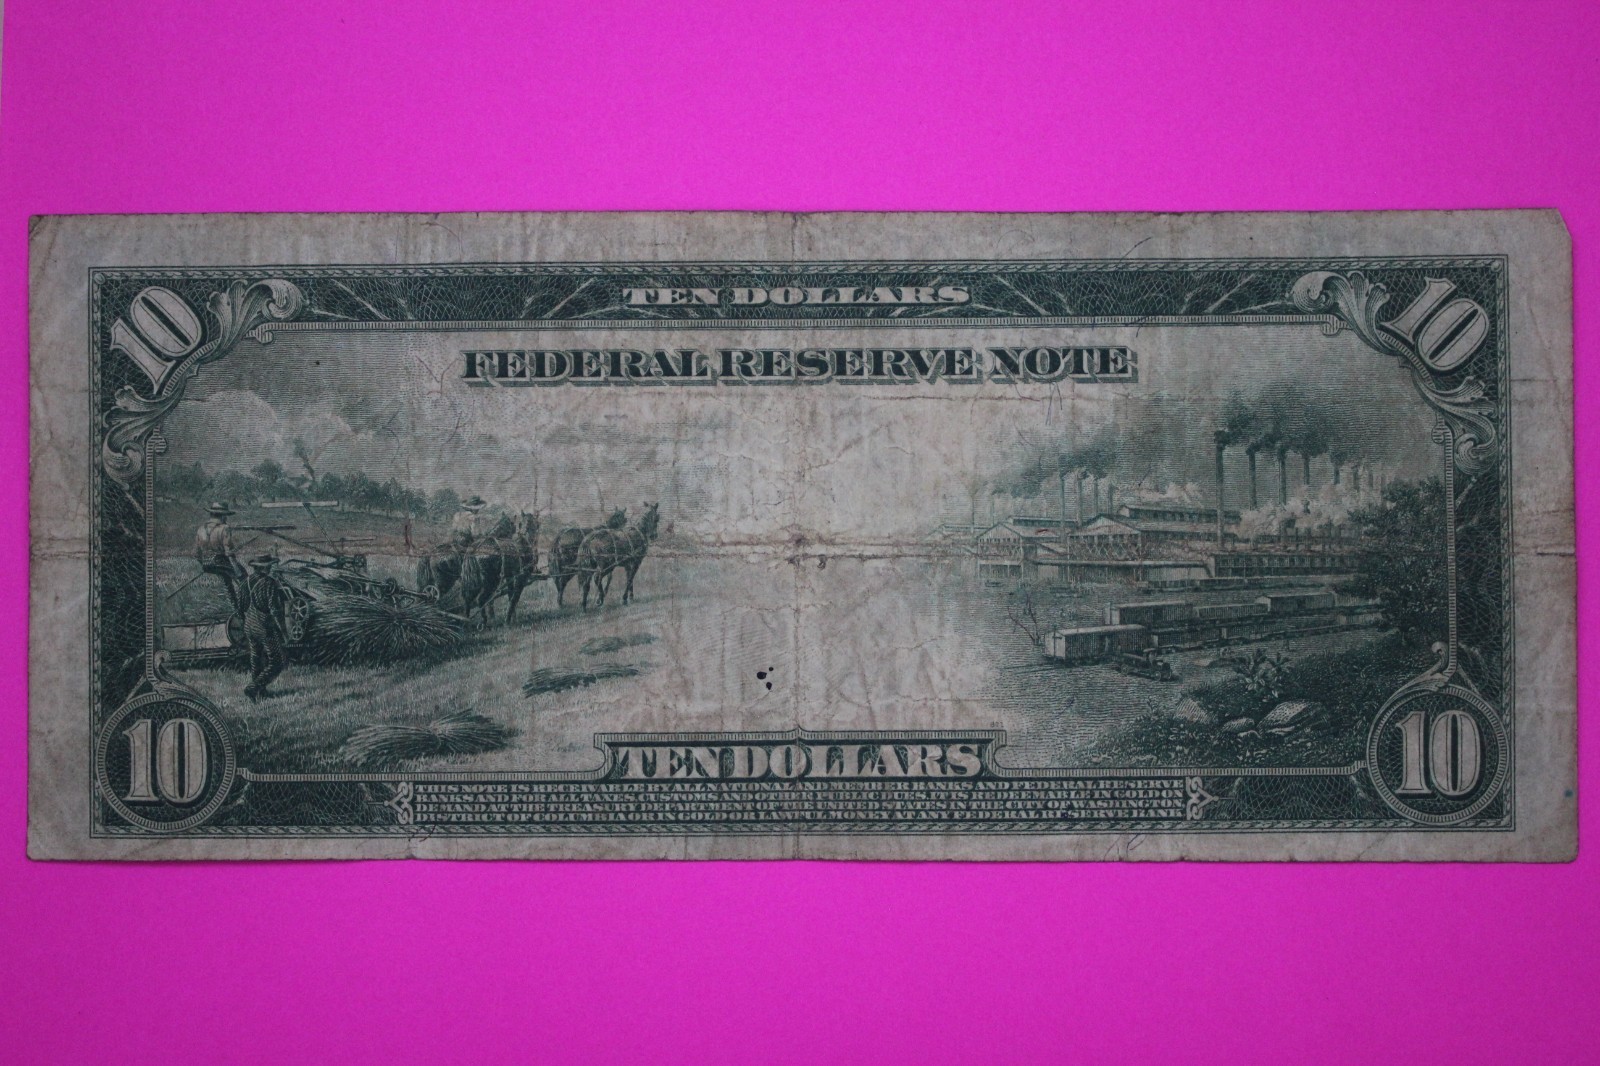 10 TEN DOLLARS 10
FEDERAL RESERVE NOTE
10 TEN DOLLARS 10
THIS NOTE IS RECEIVABLE BY ALL NATIONAL AND MEMBER BANKS AND FEDERAL RESERVE
BANKS AND FOR ALL TAXES, CUSTOMS AND OTHER PUBLIC DUES. IT IS REDEEMABLE IN GOLD
ON DEMAND AT THE TREASURY DEPARTMENT OF THE UNITED STATES IN THE CITY OF WASHINGTON
DISTRICT OF COLUMBIA OR IN GOLD OR LAWFUL MONEY AT ANY FEDERAL RESERVE BANK